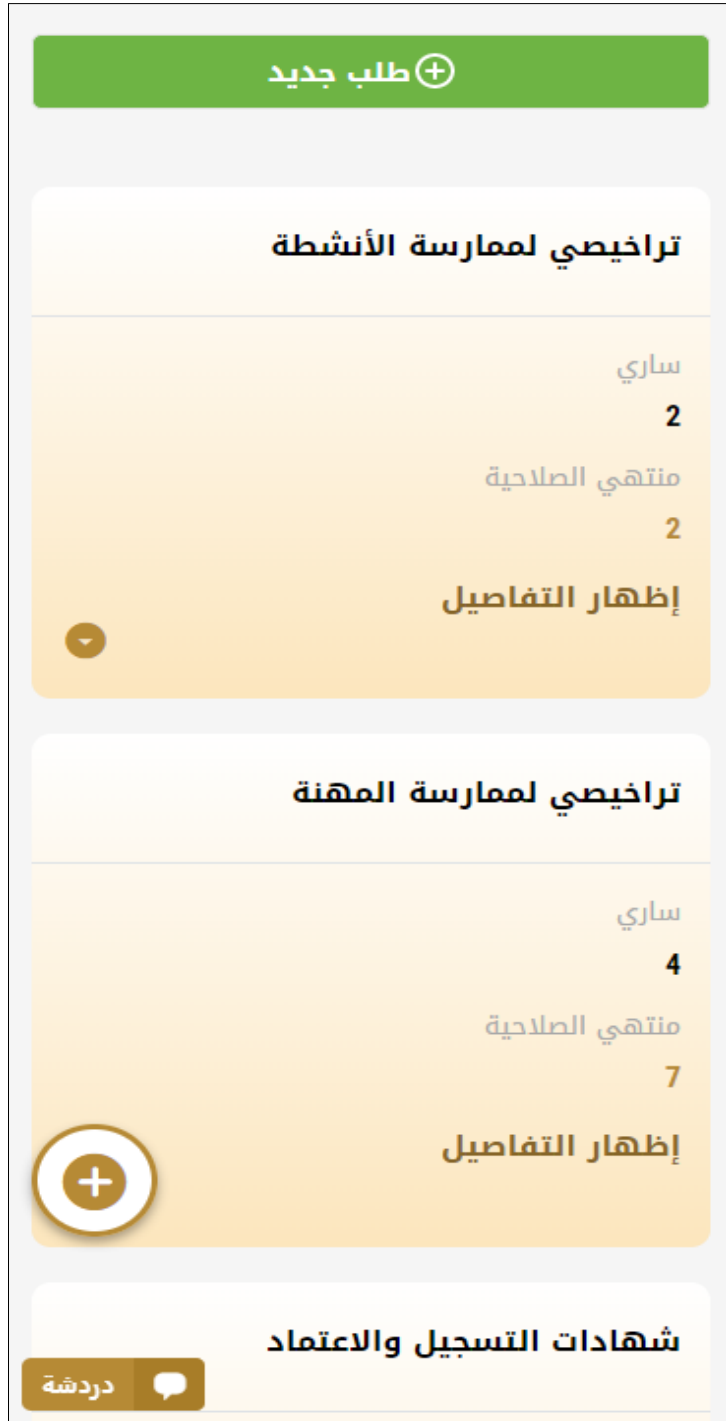 طلب جديد
تراخيصي لممارسة الأنشطة
ساري
2
منتهي الصلاحية
2
إظهار التفاصيل
تراخيصي لممارسة المهنة
ساري
4
منتهي الصلاحية
7
إظهار التفاصيل
شهادات التسجيل والاعتماد
دردشة